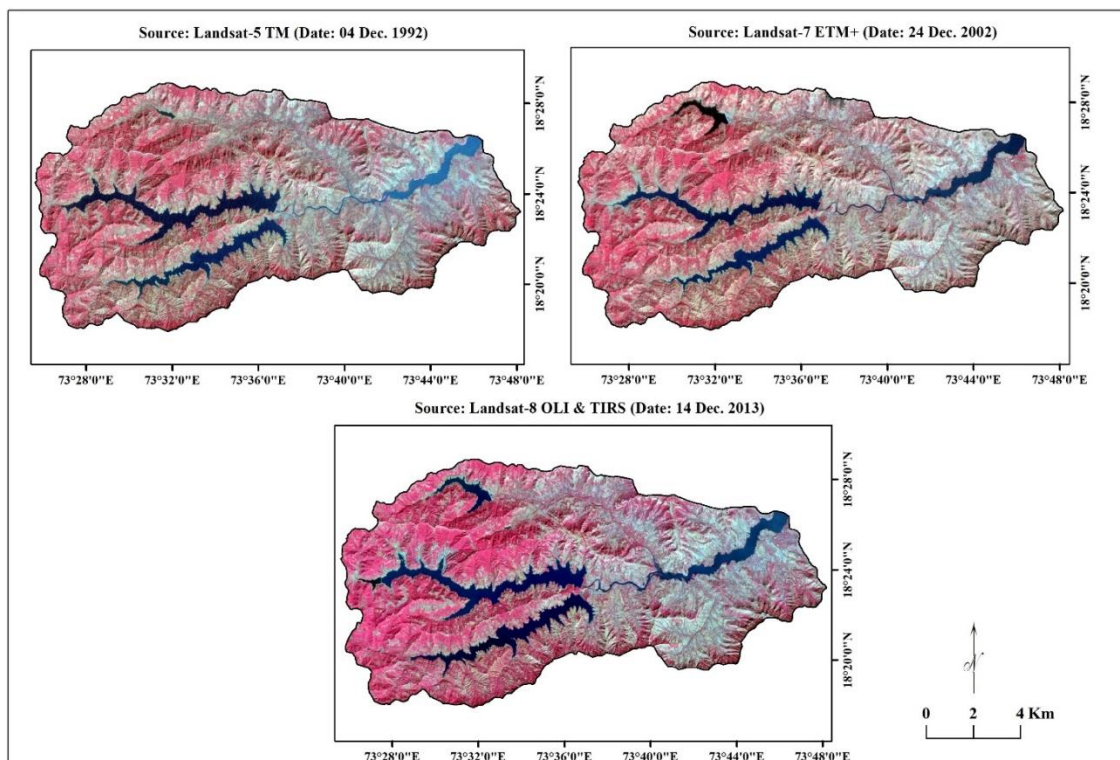 Source: Landsat-5 TM (Date: 04 Dec. 1992)
18°28'0"N
18°24'0"N
18°20'0"N
73°28'0"E 73°32'0"E 73°36'0"E 73°40'0"E 73°44'0"E 73°48'0"E
Source: Landsat-7 ETM+ (Date: 24 Dec. 2002)
18°28'0"N
18°24'0"N
18°20'0"N
73°28'0"E 73°32'0"E 73°36'0"E 73°40'0"E 73°44'0"E 73°48'0"E
Source: Landsat-8 OLI & TIRS (Date: 14 Dec. 2013)
18°28'0"N
18°24'0"N
18°20'0"N
73°28'0"E 73°32'0"E 73°36'0"E 73°40'0"E 73°44'0"E 73°48'0"E
N
0 2 4 Km